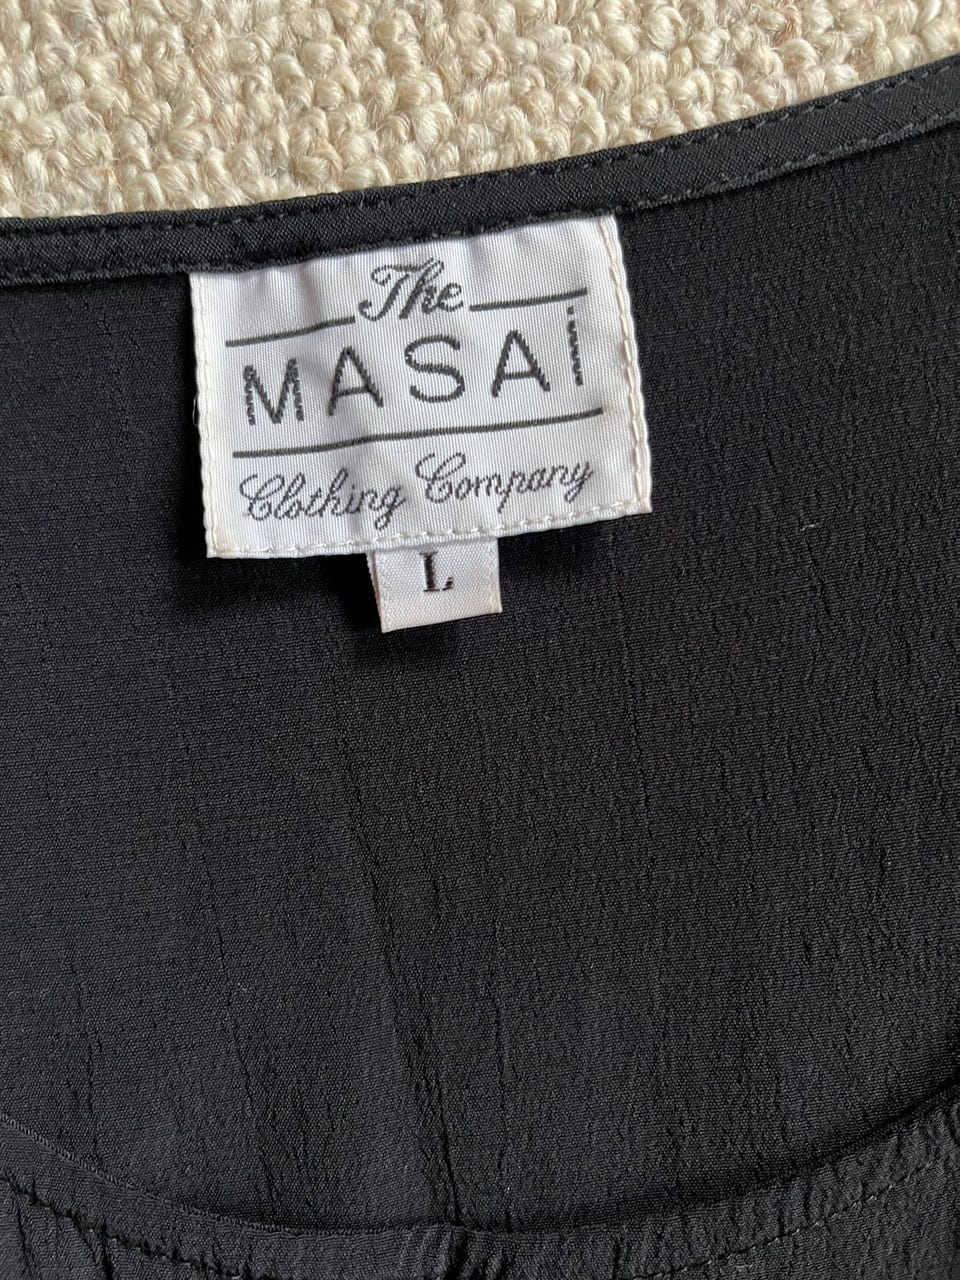 The
MASAi
Clothing Company
L